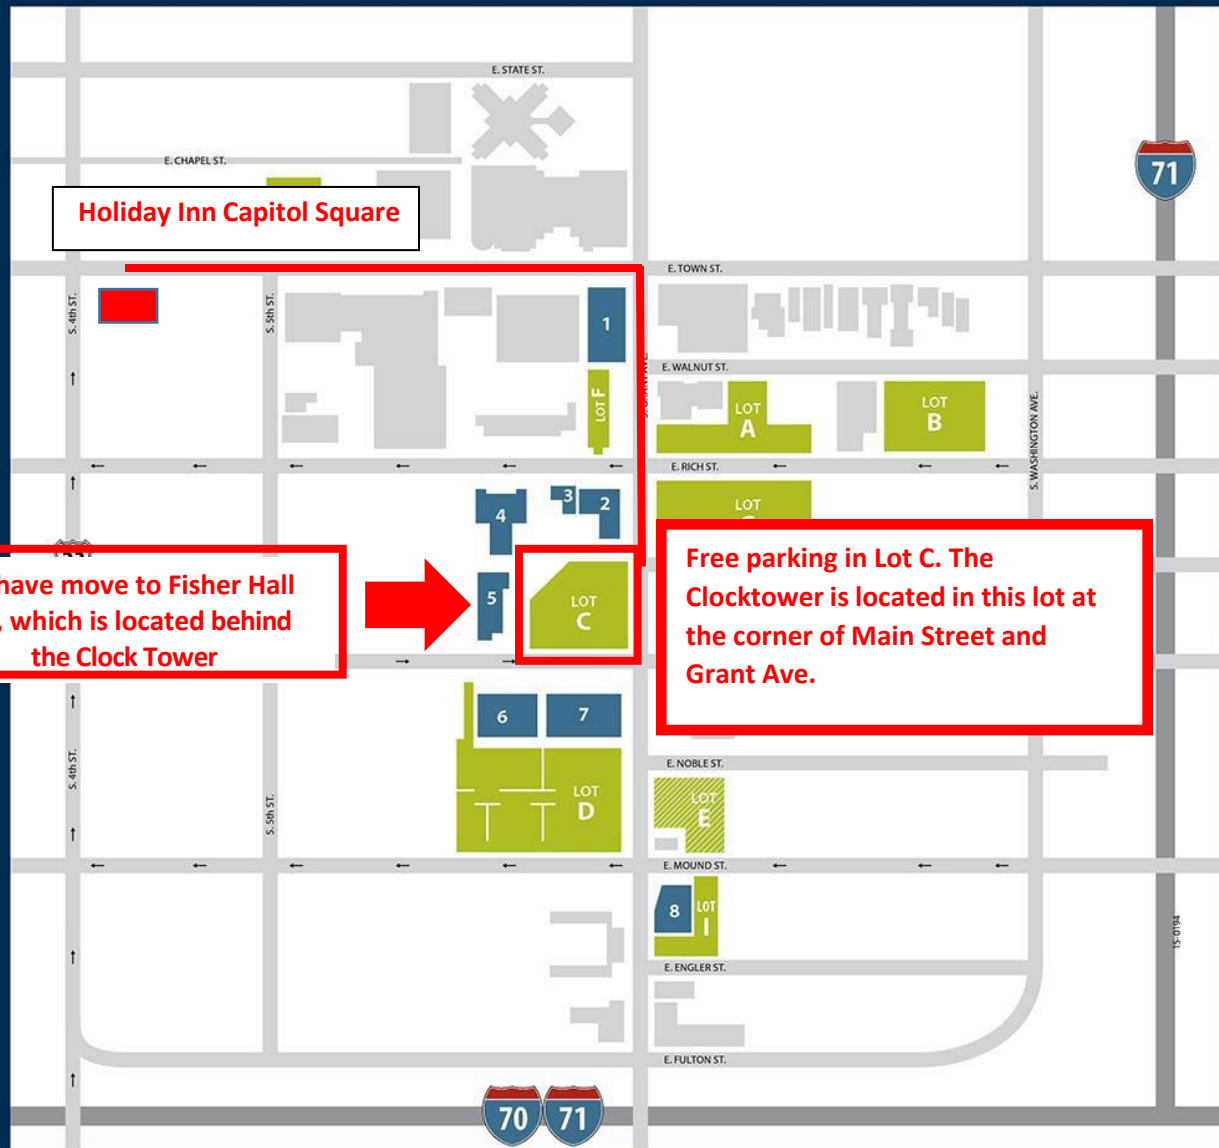 E. STATE ST.
E. CHAPEL ST.
71
Holiday Inn Capitol Square
E. TOWN ST.
S. 4th ST.
S. 5th ST.
1
E. WALNUT ST.
LOT F
LOT
A
LOT
B
S. WASHINGTON AVE.
E. RICH ST.
4
3
2
LOT
have move to Fisher Hall
, which is located behind
the Clock Tower
5
LOT
C
Free parking in Lot C. The
Clocktower is located in this lot at
the corner of Main Street and
Grant Ave.
6
7
S. 4th ST.
S. 5th ST.
E. NOBLE ST.
LOT
D
LOT
E
E. MOUND ST.
8
LOT
I
15-0194
E. ENGLER ST.
E. FULTON ST.
70 71